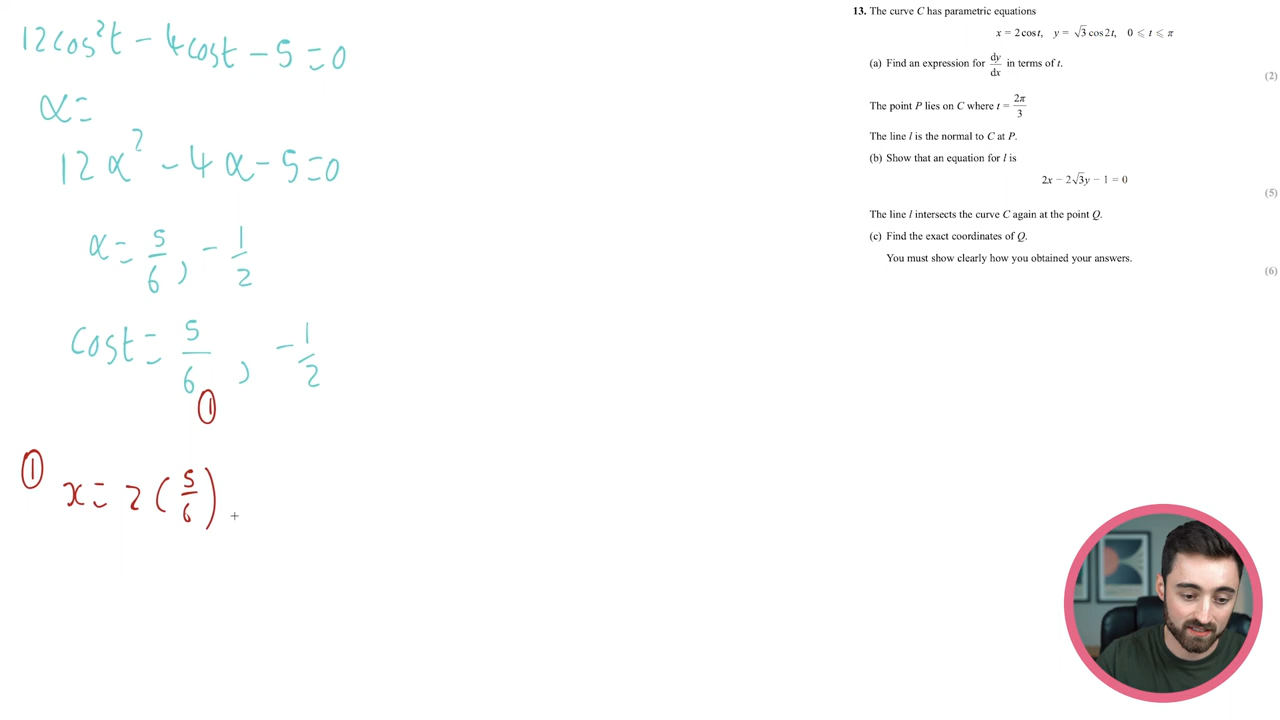 12cos²t - 4cost - 5 = 0
α =
12α² - 4α - 5 = 0
α = 5/6, -1/2
cost = 5/6, -1/2
①
① x = 2(5/6)
13. The curve C has parametric equations
x = 2 cos t, y = √3 cos 2t, 0 ⩽ t ⩽ π
(a) Find an expression for dy/dx in terms of t.
(2)
The point P lies on C where t = 2π/3
The line l is the normal to C at P.
(b) Show that an equation for l is
2x − 2√3y − 1 = 0
(5)
The line l intersects the curve C again at the point Q.
(c) Find the exact coordinates of Q.
You must show clearly how you obtained your answers.
(6)